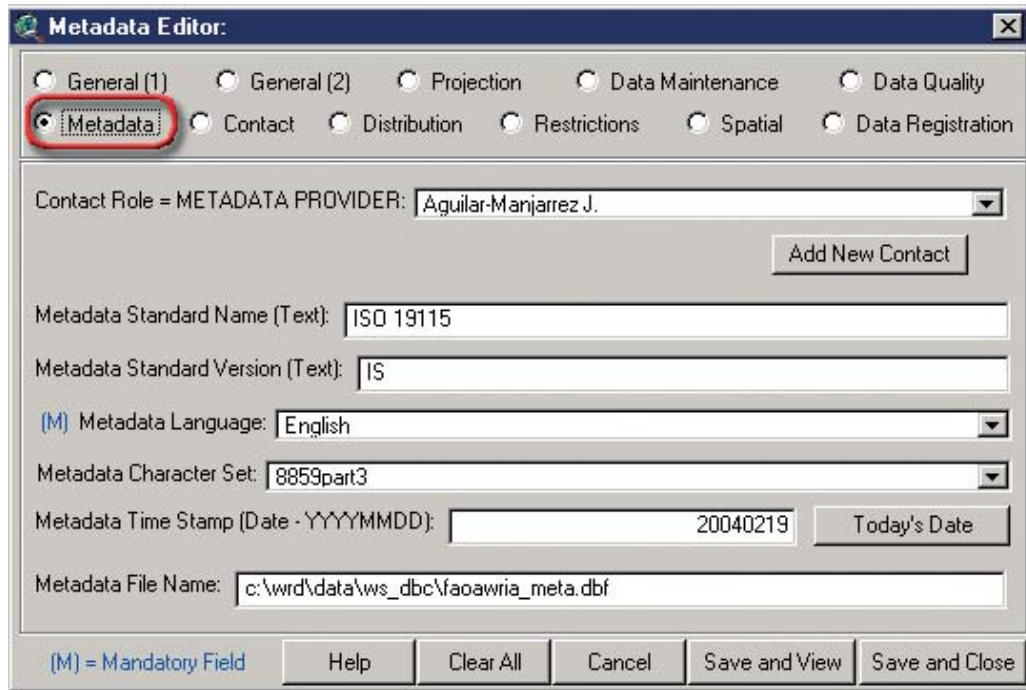 Metadata Editor:
General (1) General (2) Projection Data Maintenance Data Quality
Metadata Contact Distribution Restrictions Spatial Data Registration
Contact Role = METADATA PROVIDER: Aguilar-Manjarrez J.
Add New Contact
Metadata Standard Name (Text): ISO 19115
Metadata Standard Version (Text): IS
(M) Metadata Language: English
Metadata Character Set: 8859part3
Metadata Time Stamp (Date - YYYYMMDD): 20040219 Today's Date
Metadata File Name: c:\wrd\data\ws_dbc\faoawria_meta.dbf
(M) = Mandatory Field Help Clear All Cancel Save and View Save and Close